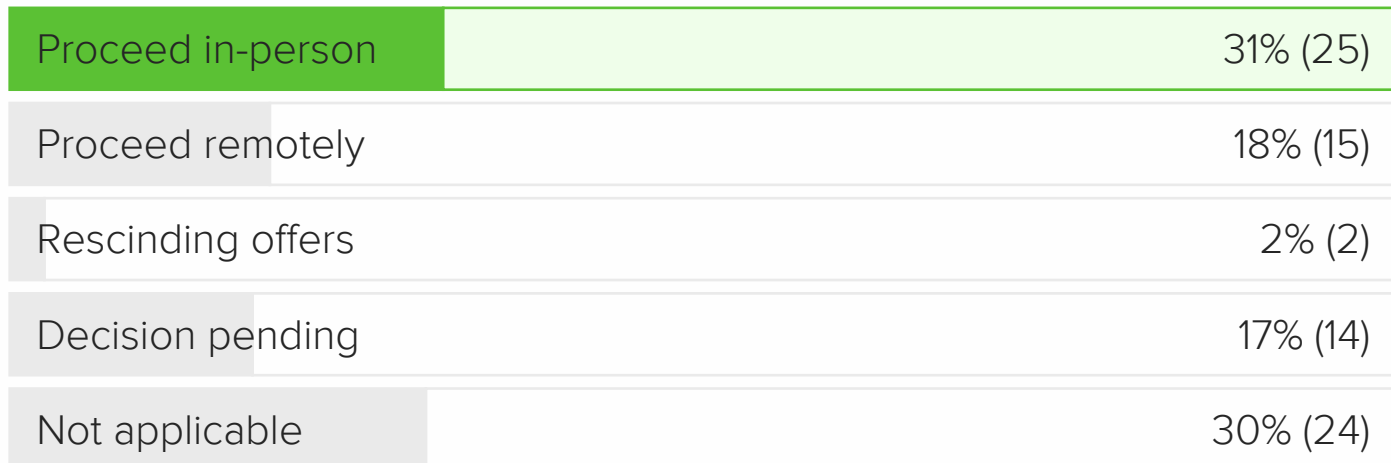 Proceed in-person 31% (25)
Proceed remotely 18% (15)
Rescinding offers 2% (2)
Decision pending 17% (14)
Not applicable 30% (24)